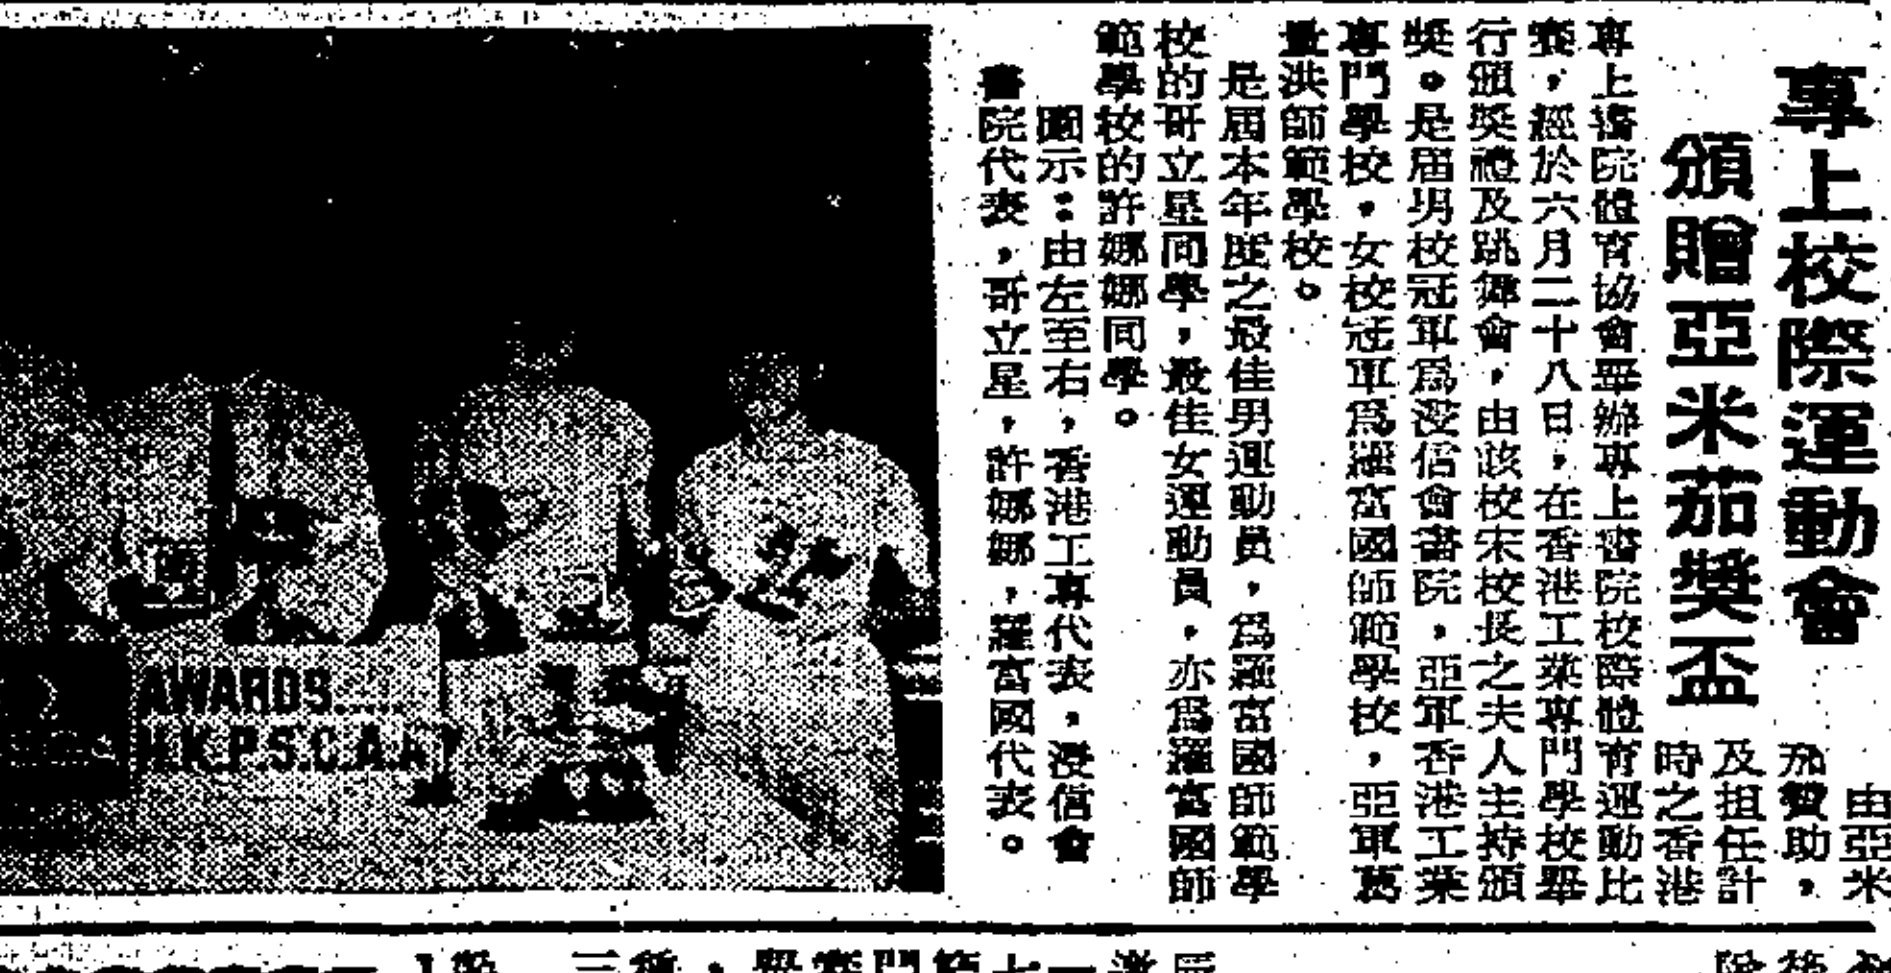 專上校際運動會
頒贈亞米茄獎盃
由亞米
茄贊助，
及担任計
時之香港
專上書院體育協會舉辦專上書院校際體育運動比
賽，經於六月二十八日，在香港工業專門學校舉
行頒獎禮及跳舞會，由該校宋校長之夫人主持頒
獎。是屆男校冠軍爲浸信會書院，亞軍香港工業
專門學校，女校冠軍爲羅富國師範學校，亞軍葛
量洪師範學校。
是屆本年度之最佳男運動員，爲羅富國師範學
校的哥立星同學，最佳女運動員，亦爲羅富國師
範學校的許娜娜同學。
圖示：由左至右，香港工專代表，浸信會
書院代表，哥立星，許娜娜，羅富國代表。
AWARDS.....
H.K.P.S.C.A.A